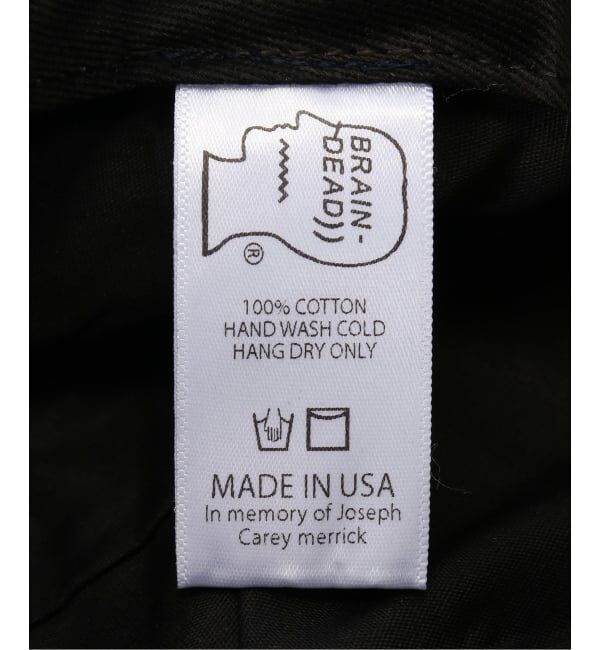 BRAIN-
DEAD))
®
100% COTTON
HAND WASH COLD
HANG DRY ONLY
MADE IN USA
In memory of Joseph
Carey merrick